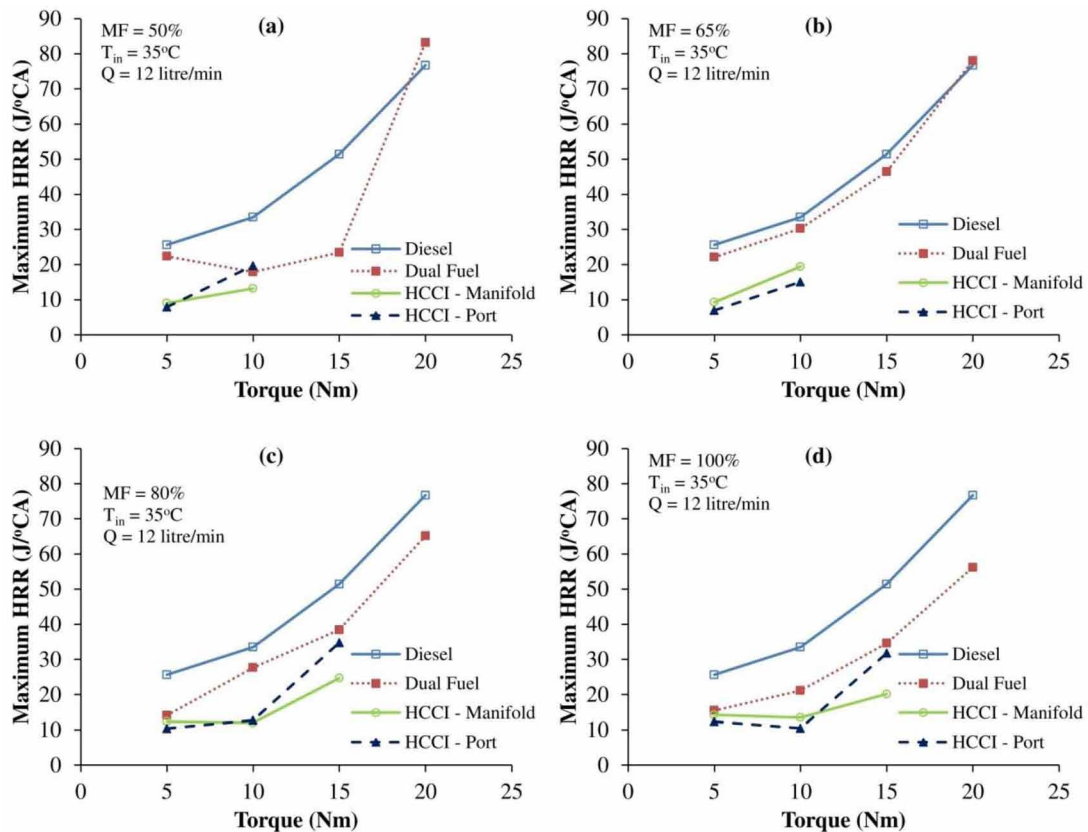 (a)
MF = 50%
T_in = 35°C
Q = 12 litre/min
Maximum HRR (J/°CA)
90
80
70
60
50
40
30
20
10
0
Diesel
Dual Fuel
HCCI - Manifold
HCCI - Port
0 5 10 15 20 25
Torque (Nm)
(b)
MF = 65%
T_in = 35°C
Q = 12 litre/min
Maximum HRR (J/°CA)
90
80
70
60
50
40
30
20
10
0
Diesel
Dual Fuel
HCCI - Manifold
HCCI - Port
0 5 10 15 20 25
Torque (Nm)
(c)
MF = 80%
T_in = 35°C
Q = 12 litre/min
Maximum HRR (J/°CA)
90
80
70
60
50
40
30
20
10
0
Diesel
Dual Fuel
HCCI - Manifold
HCCI - Port
0 5 10 15 20 25
Torque (Nm)
(d)
MF = 100%
T_in = 35°C
Q = 12 litre/min
Maximum HRR (J/°CA)
90
80
70
60
50
40
30
20
10
0
Diesel
Dual Fuel
HCCI - Manifold
HCCI - Port
0 5 10 15 20 25
Torque (Nm)